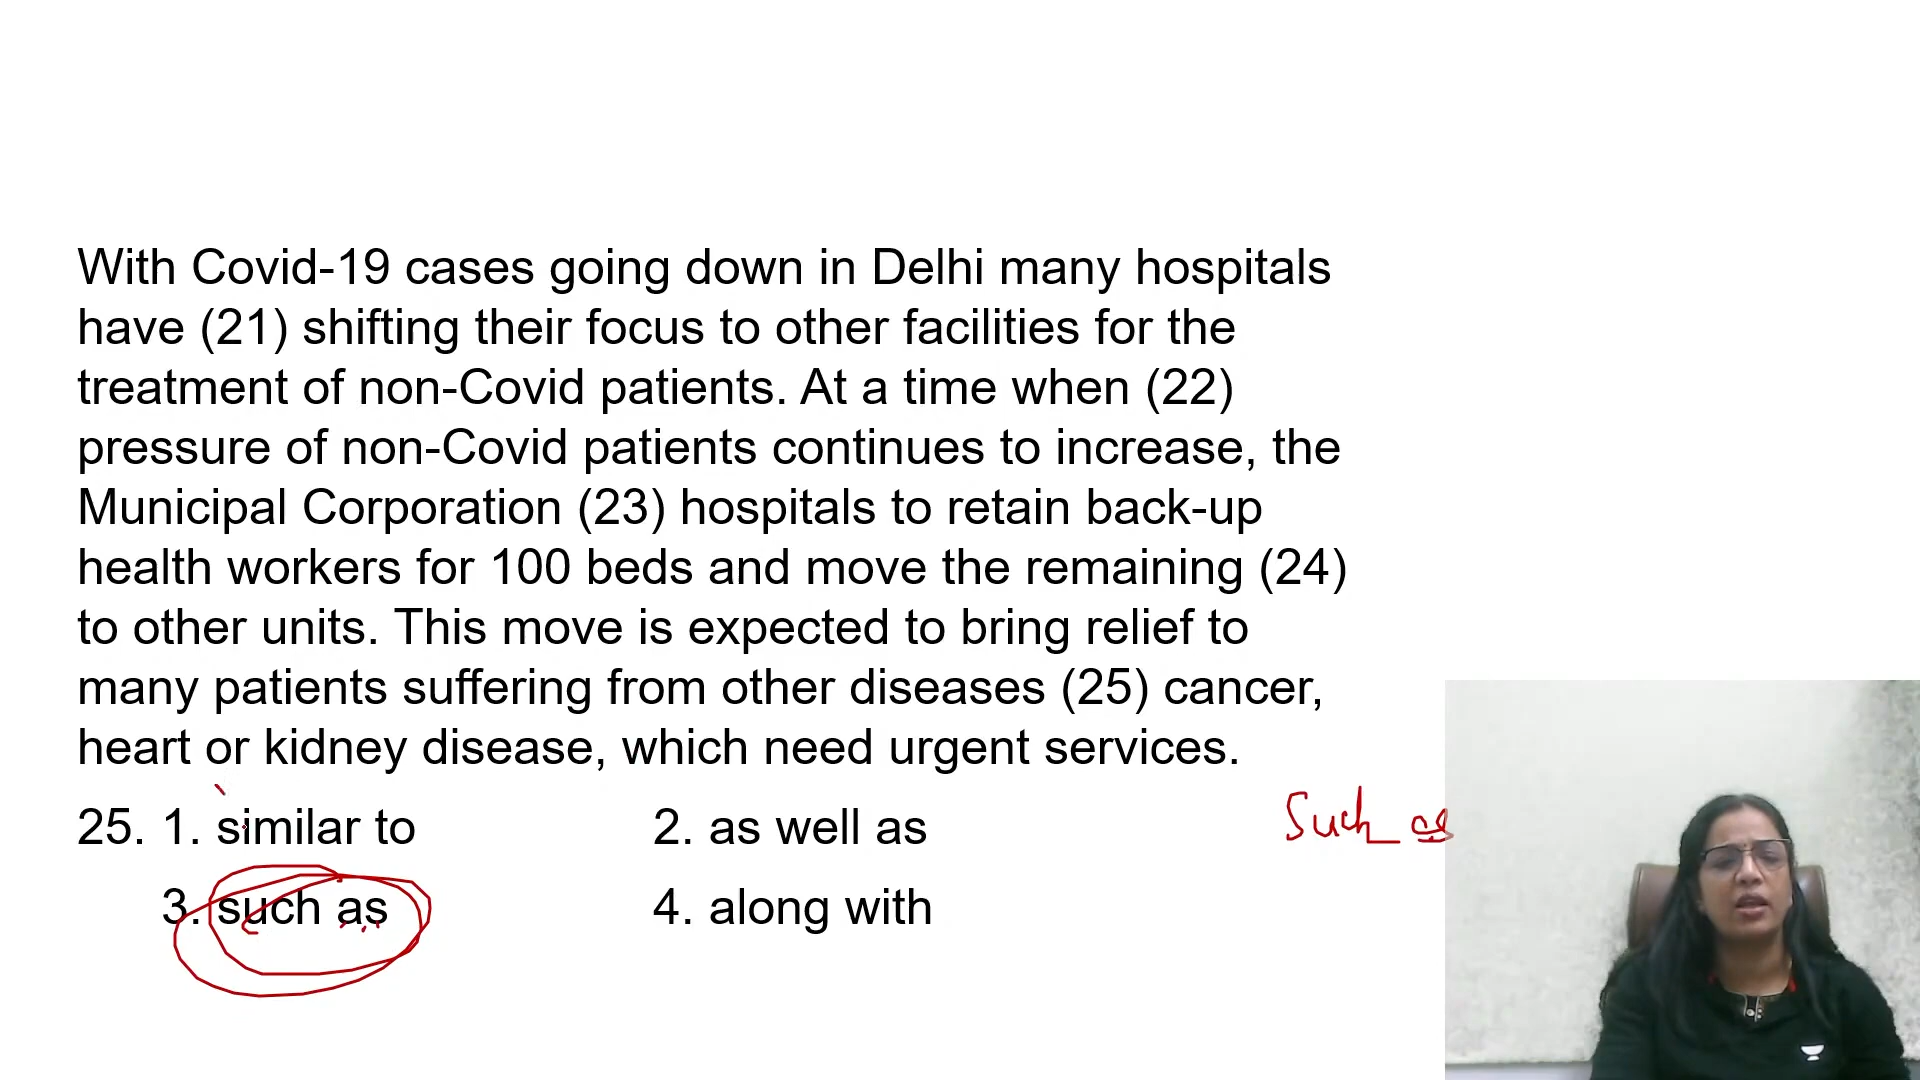 With Covid-19 cases going down in Delhi many hospitals
have (21) shifting their focus to other facilities for the
treatment of non-Covid patients. At a time when (22)
pressure of non-Covid patients continues to increase, the
Municipal Corporation (23) hospitals to retain back-up
health workers for 100 beds and move the remaining (24)
to other units. This move is expected to bring relief to
many patients suffering from other diseases (25) cancer,
heart or kidney disease, which need urgent services.
25. 1. similar to 2. as well as
Such as
3. such as 4. along with